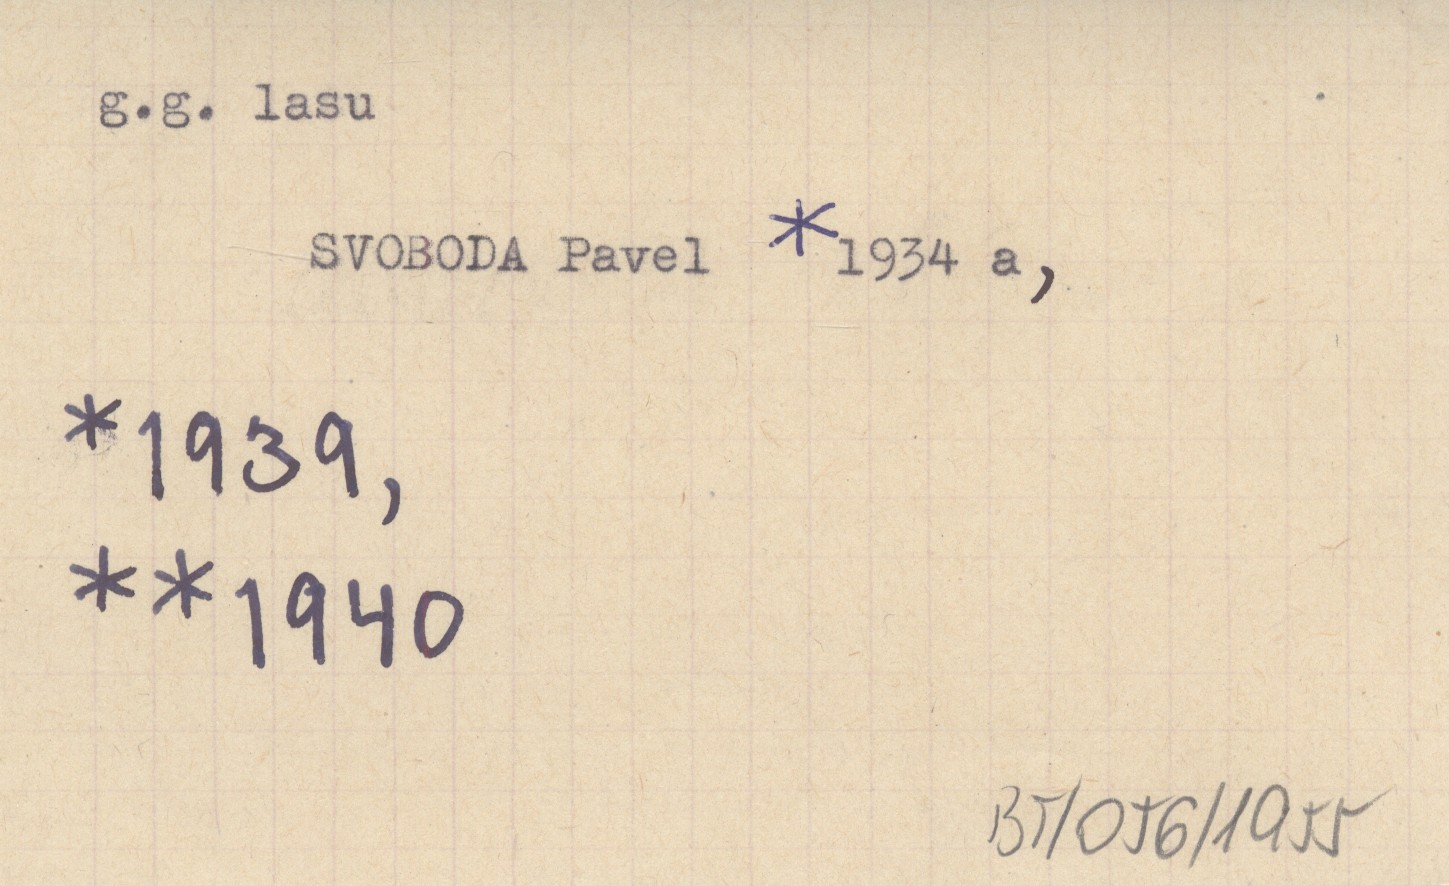 g.g. lasu
SVOBODA Pavel *1934 a,
*1939,
**1940
BT/056/1955